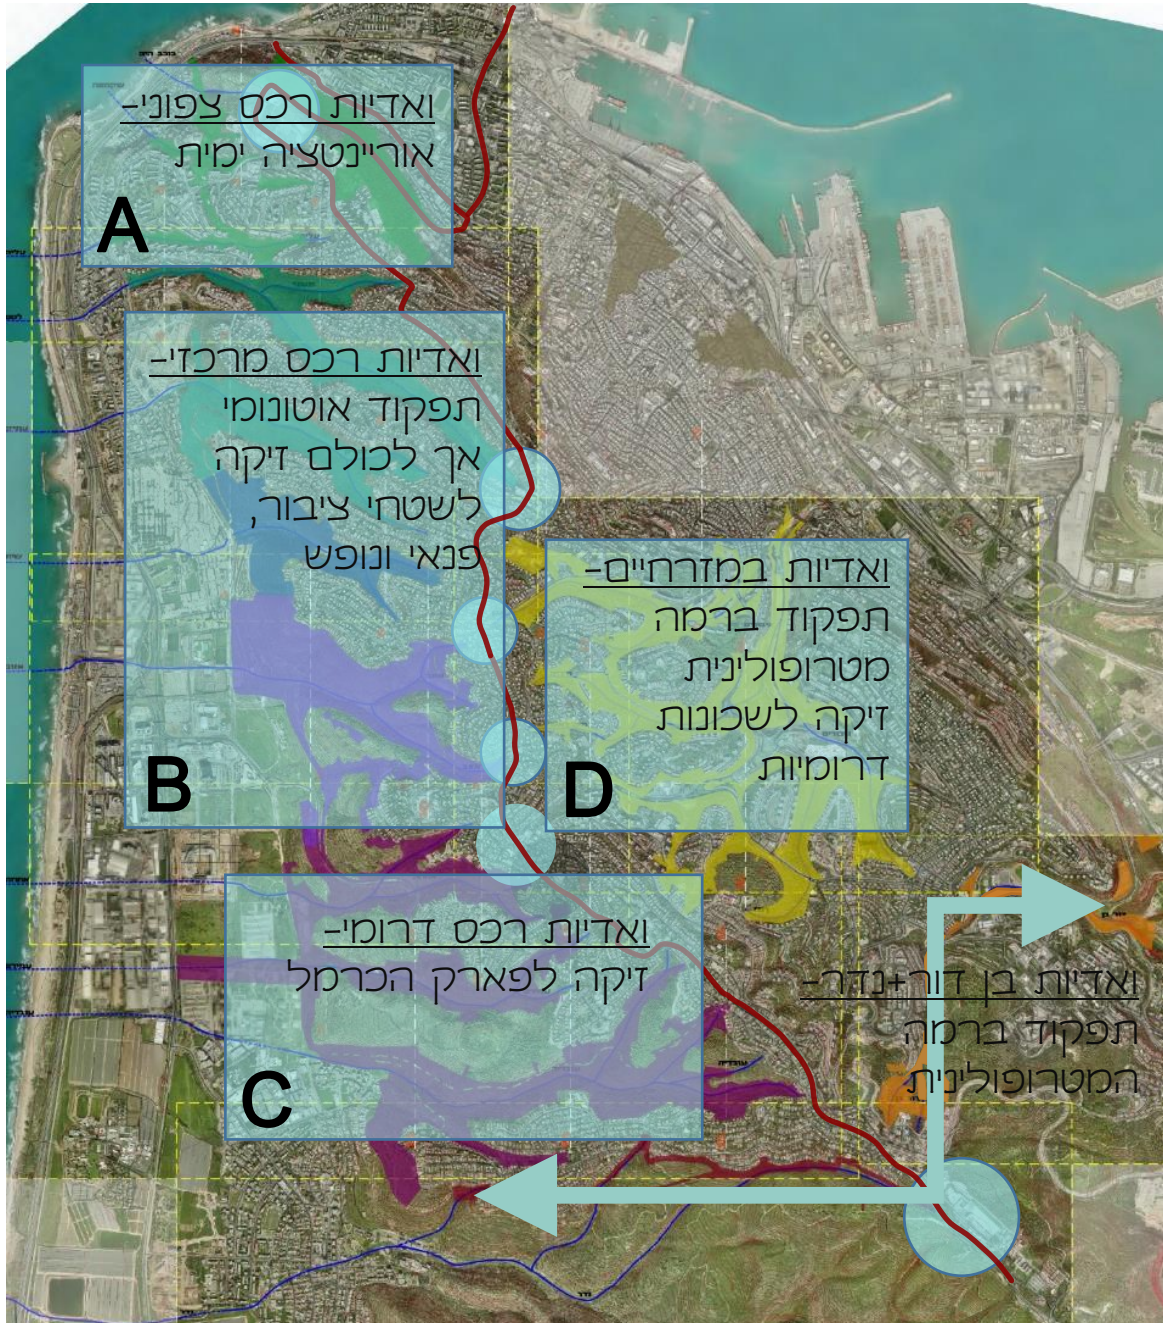 ואדיות רכס צפוני-
אוריינטציה ימית
A
ואדיות רכס מרכזי-
תפקוד אוטונומי
אך לכולם זיקה
לשטחי ציבור,
פנאי ונופש
B
ואדיות במזרחיים-
תפקוד ברמה
מטרופולינית
זיקה לשכונות
דרומיות
D
ואדיות רכס דרומי-
זיקה לפארק הכרמל
C
ואדיות בן דור+נדר-
תפקוד ברמה
המטרופולינית
נדר